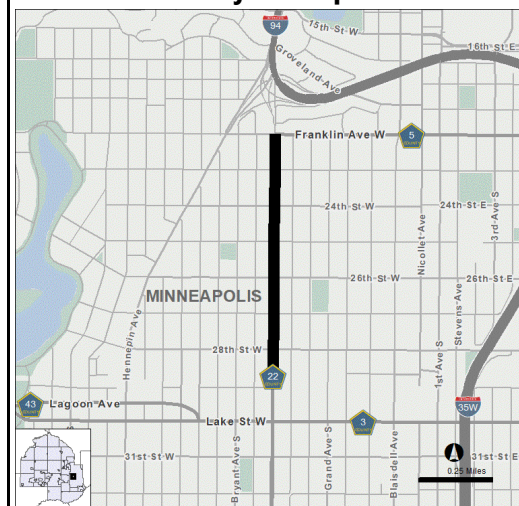 94
15th St W
16th St E
Groveland Ave
Franklin Ave W
5
24th St W
24th St E
3rd Ave S
Nicollet Ave
26th St W
26th St E
MINNEAPOLIS
Stevens Ave
Hennepin Ave
28th St W
1st Ave S
22
43
Lagoon Ave
35W
Lake St W
3
31st St W
Bryant Ave S
Grand Ave S
Blaisdell Ave
31st St E
0.25 Miles